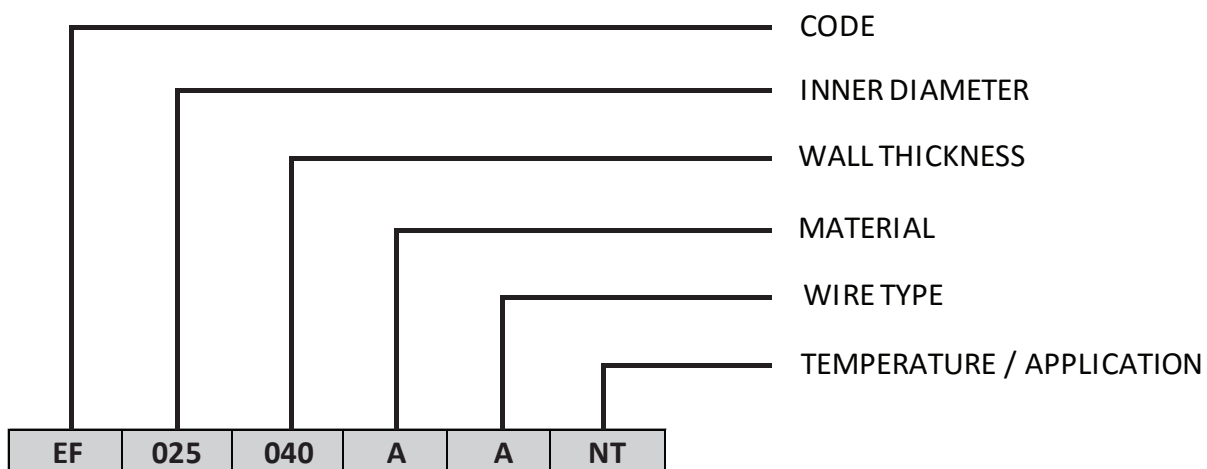 CODE
INNER DIAMETER
WALL THICKNESS
MATERIAL
WIRE TYPE
TEMPERATURE / APPLICATION
EF 025 040 A A NT